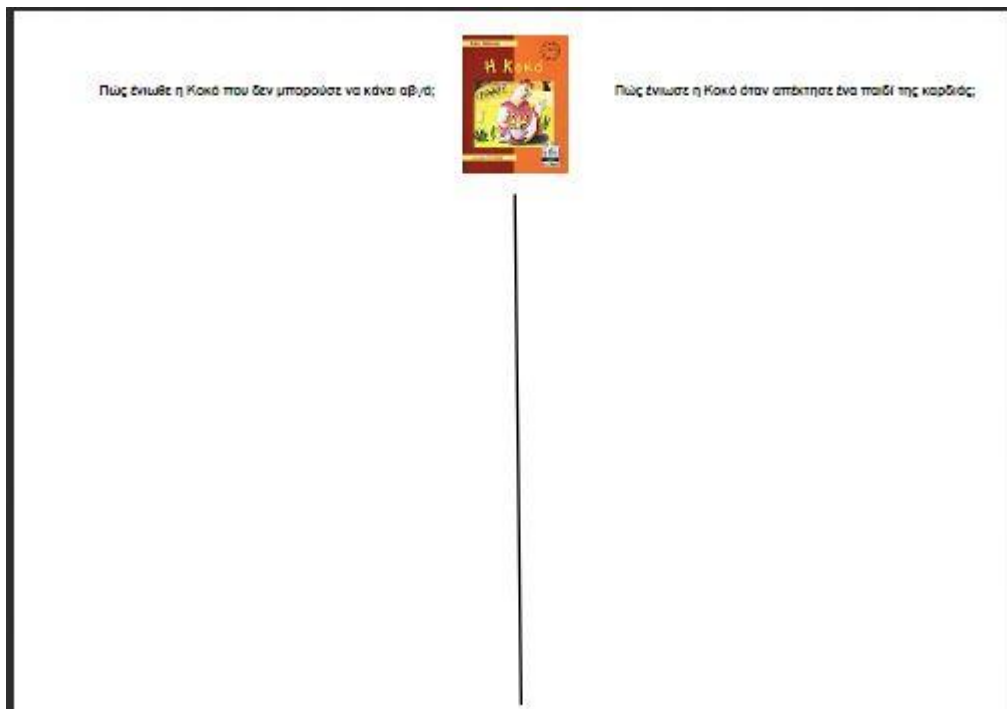 Πώς ένιωθε η Κοκό που δεν μπορούσε να κάνει αβγά;
Η Κοκό
Πώς ένιωσε η Κοκό όταν απέκτησε ένα παιδί της καρδιάς;